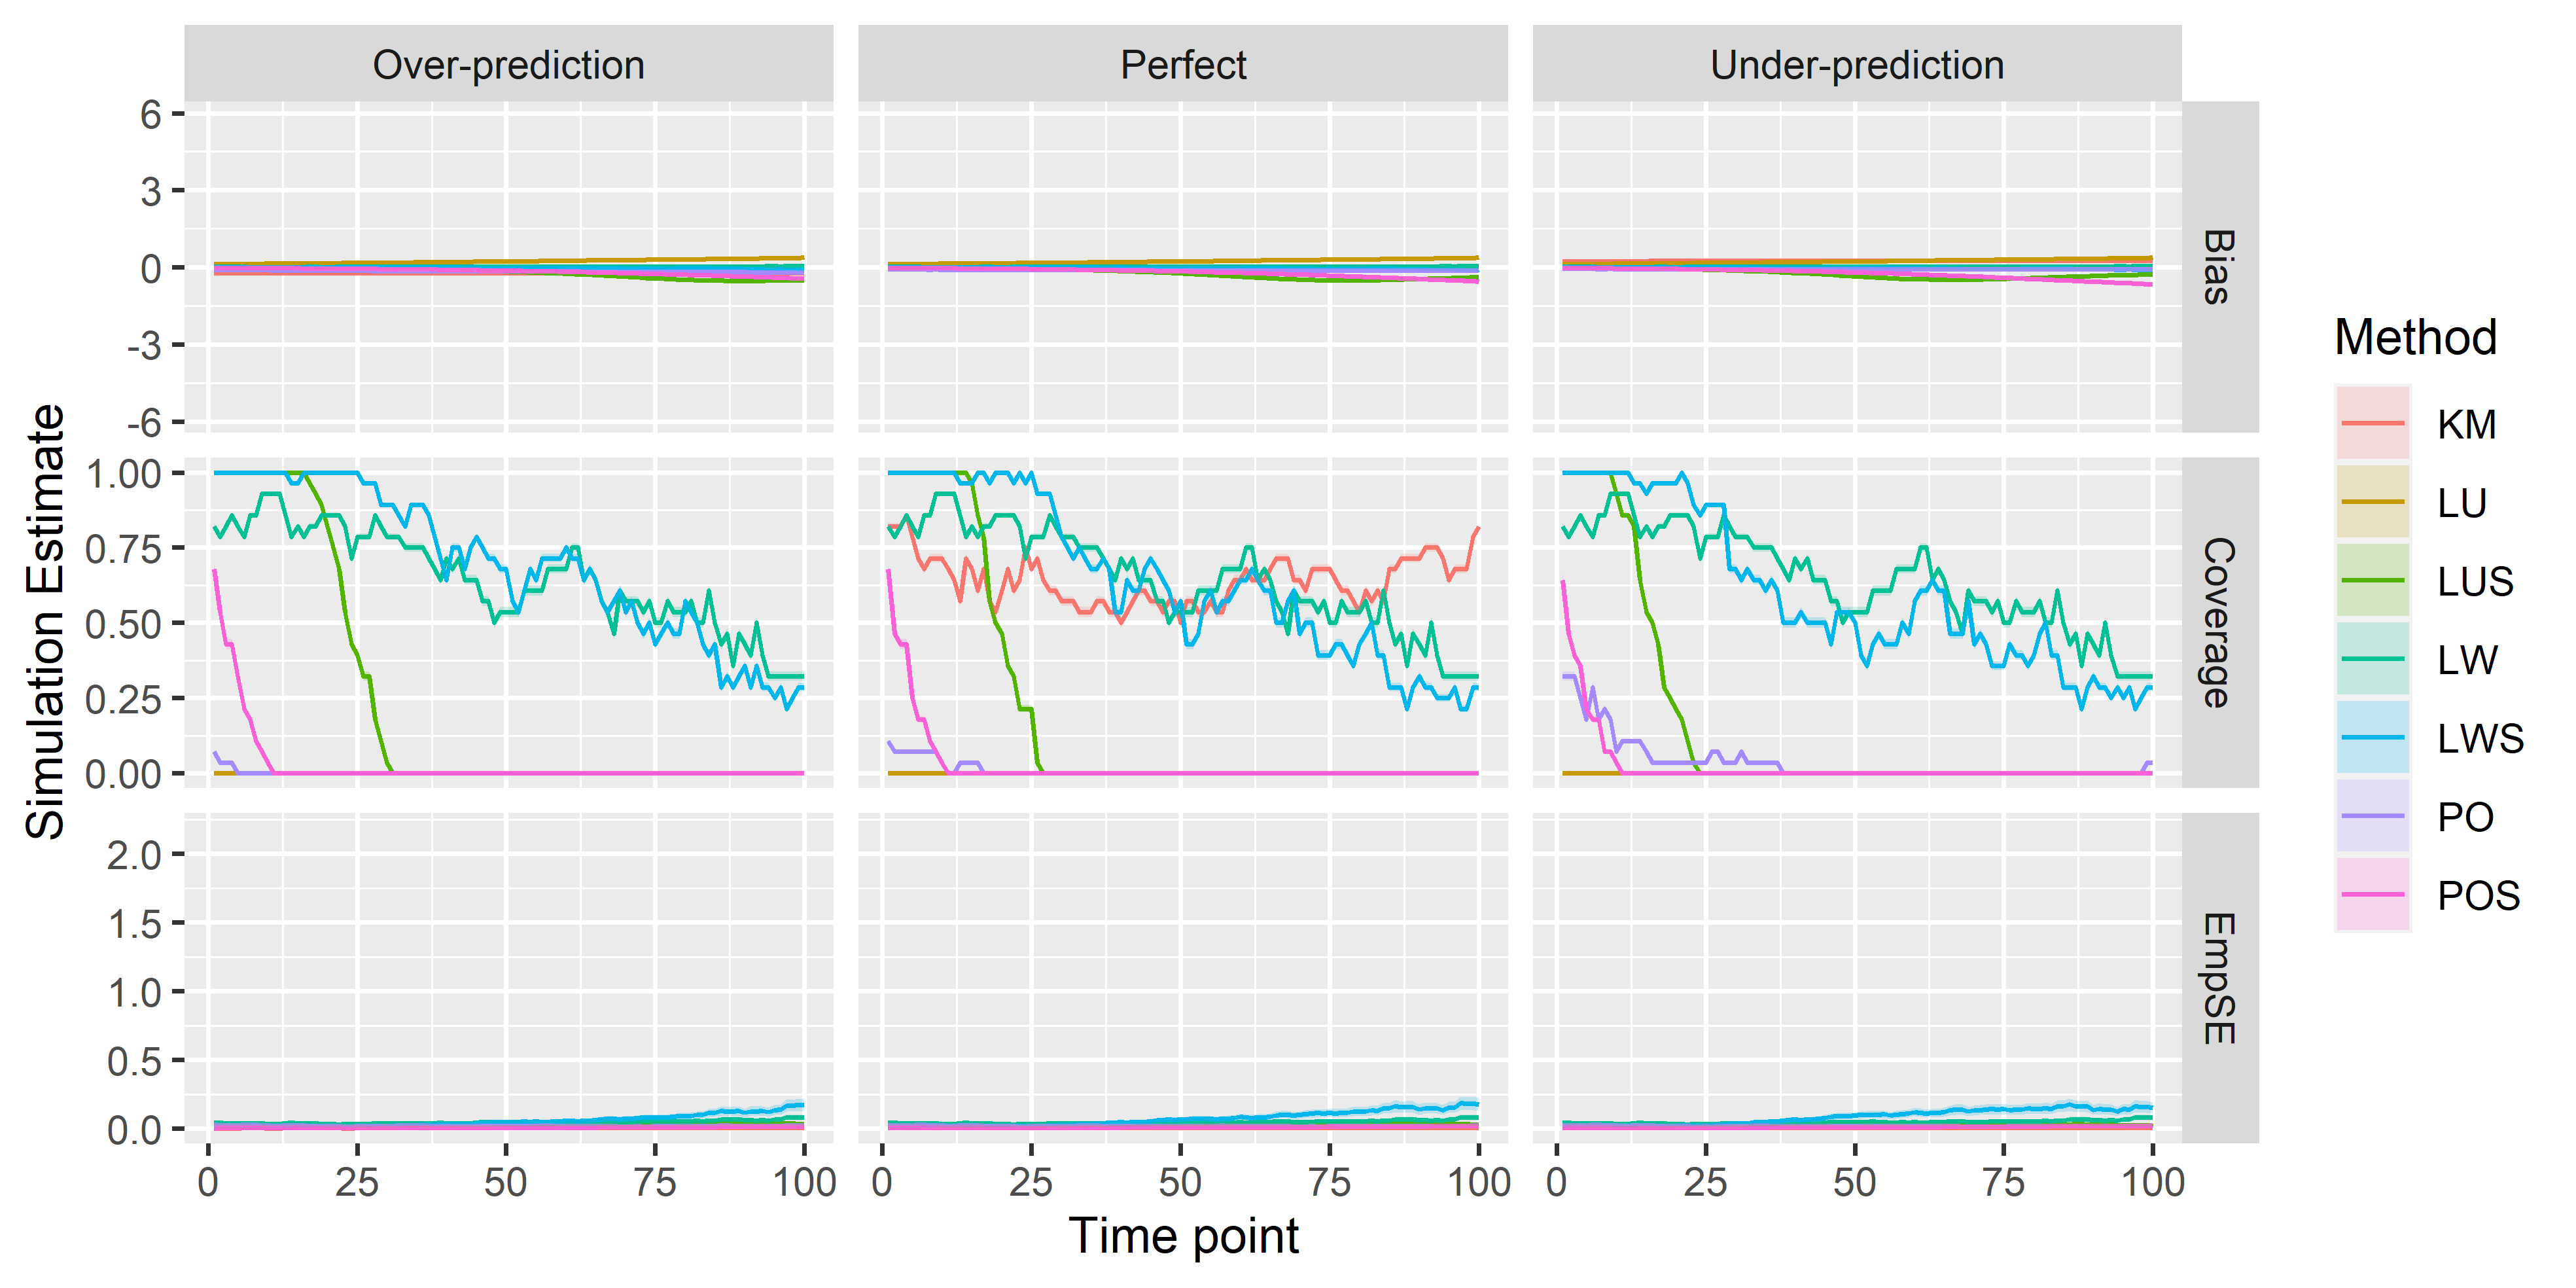 Over-prediction
Perfect
Under-prediction
6
3
0
-3
-6
Bias
1.00
0.75
0.50
0.25
0.00
Coverage
2.0
1.5
1.0
0.5
0.0
EmpSE
0 25 50 75 100
0 25 50 75 100
0 25 50 75 100
Time point
Simulation Estimate
Method
KM
LU
LUS
LW
LWS
PO
POS